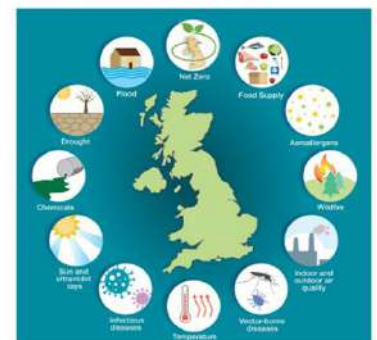 Net Zero
Food Supply
Aeroallergens
Wildfire
Indoor and
outdoor air
quality
Vector-borne
diseases
Temperature
Infectious
diseases
Sun and
ultraviolet
rays
Chemicals
Drought
Flood